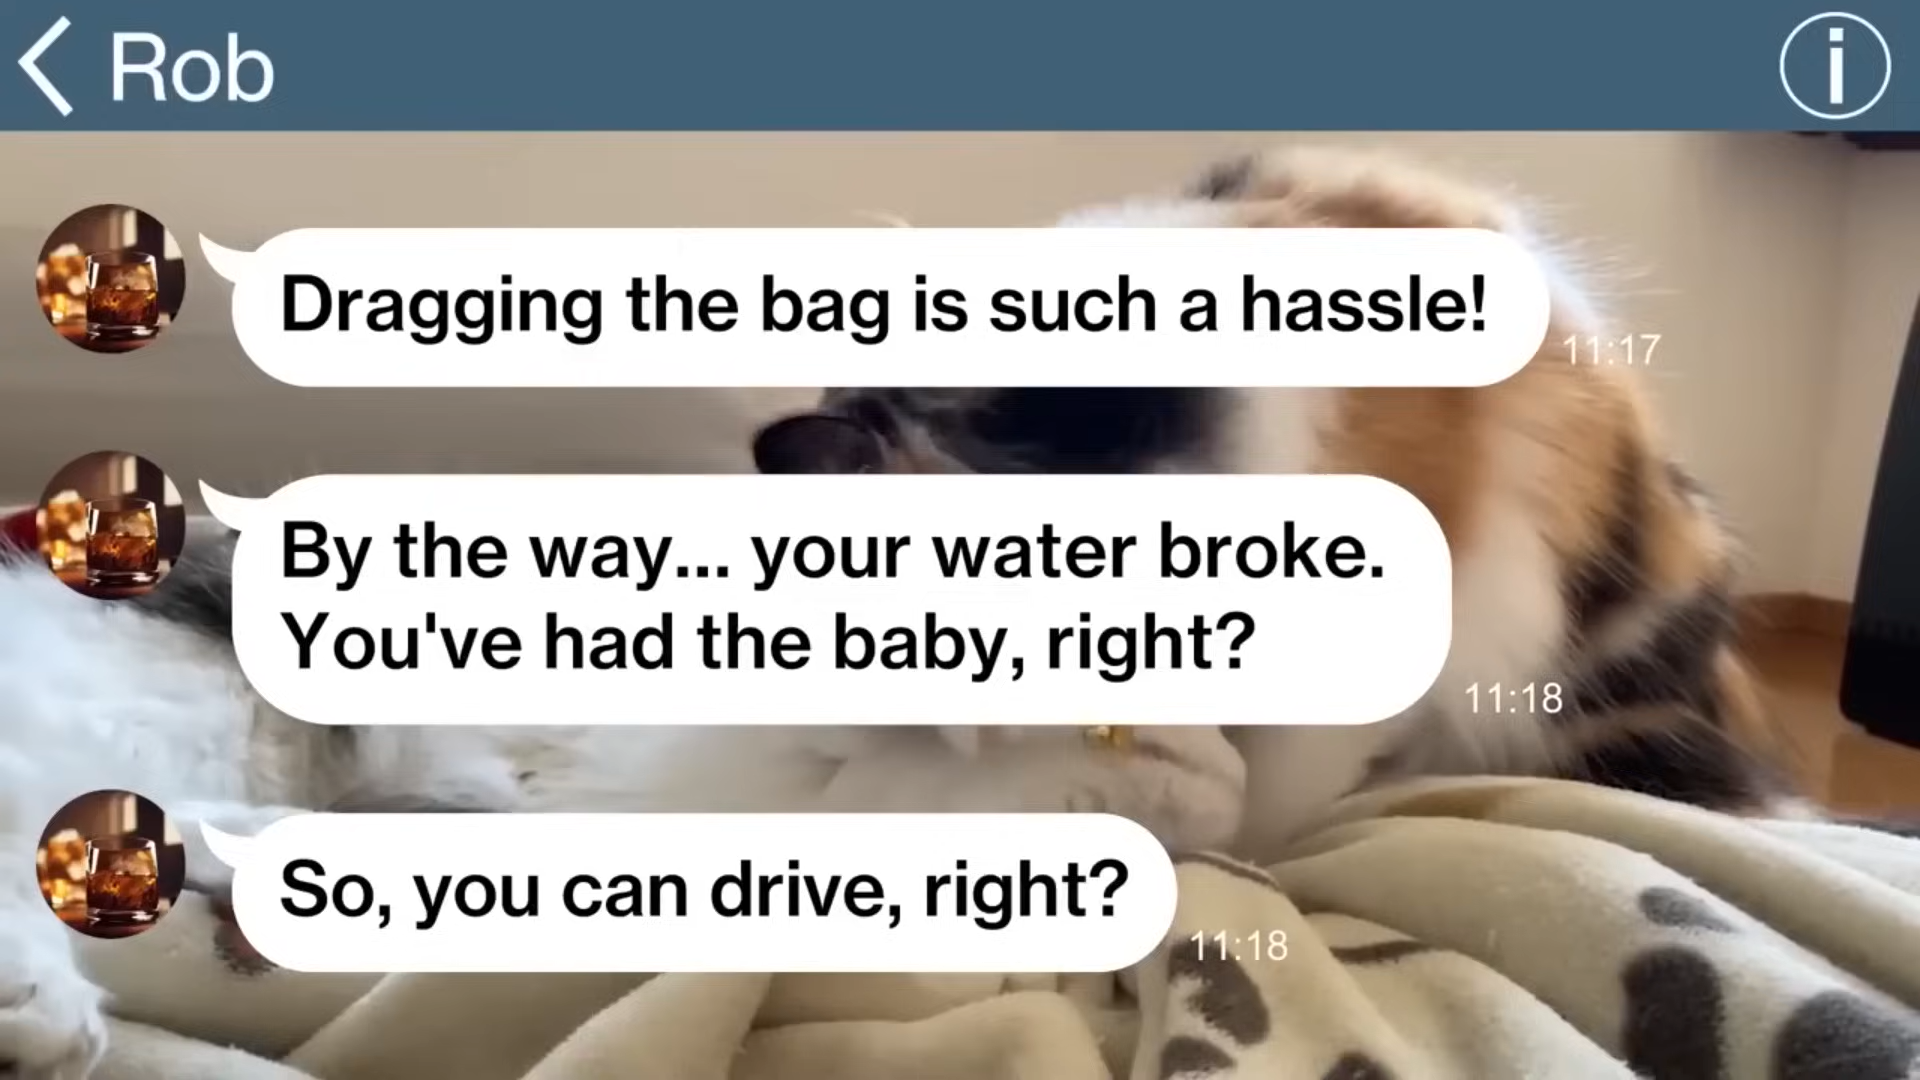 Rob
Dragging the bag is such a hassle!
11:17
By the way... your water broke.
You've had the baby, right?
11:18
So, you can drive, right?
11:18